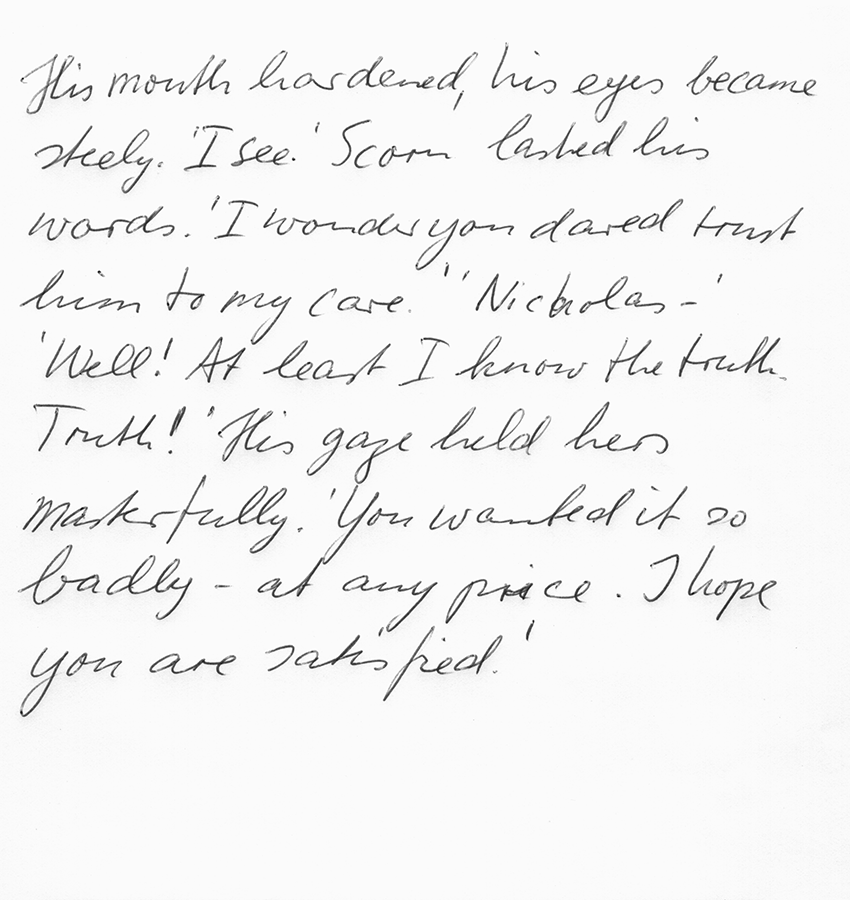 His mouth hardened, his eyes became
steely. 'I see.' Scorn lashed his
words. 'I wonder you dared trust
him to my care.' 'Nicholas -'
'Well! At least I know the truth.
Truth!' His gaze held hers
masterfully. 'You wanted it so
badly - at any price. I hope
you are satisfied.'